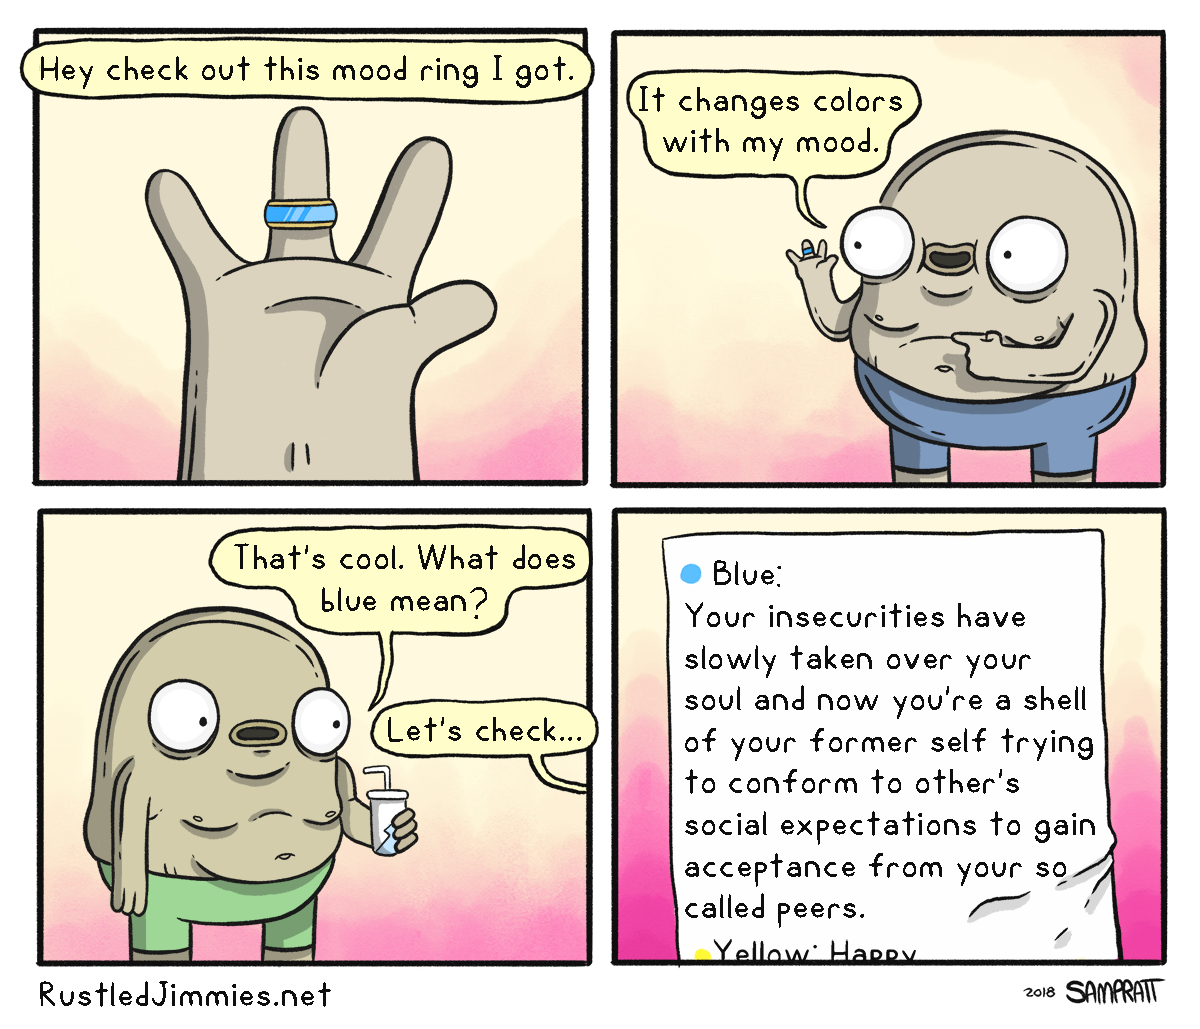 Hey check out this mood ring I got.
It changes colors
with my mood.
That's cool. What does
blue mean?
Let's check...
Blue:
Your insecurities have
slowly taken over your
soul and now you're a shell
of your former self trying
to conform to other's
social expectations to gain
acceptance from your so
called peers.
Yellow: Happy
RustledJimmies.net
2018 SAMPRATT